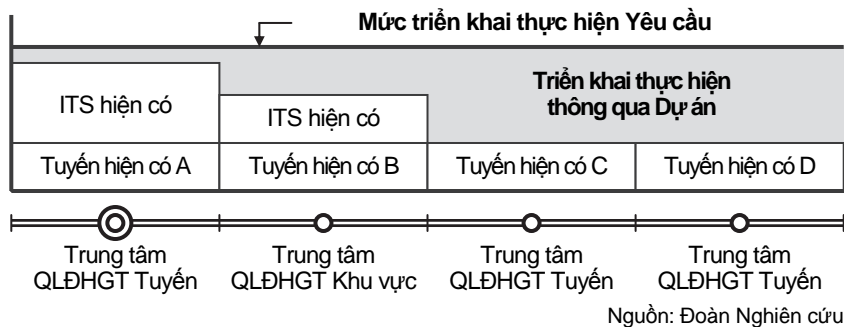 Mức triển khai thực hiện Yêu cầu
Triển khai thực hiện
thông qua Dự án
ITS hiện có
ITS hiện có
Tuyến hiện có A
Tuyến hiện có B
Tuyến hiện có C
Tuyến hiện có D
Trung tâm
QLĐHGT Tuyến
Trung tâm
QLĐHGT Khu vực
Trung tâm
QLĐHGT Tuyến
Trung tâm
QLĐHGT Tuyến
Nguồn: Đoàn Nghiên cứu